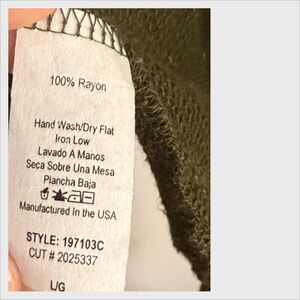 100% Rayon
Hand Wash/Dry Flat
Iron Low
Lavado A Manos
Seca Sobre Una Mesa
Plancha Baja
Manufactured In the USA
STYLE: 197103C
CUT # 2025337
L/G